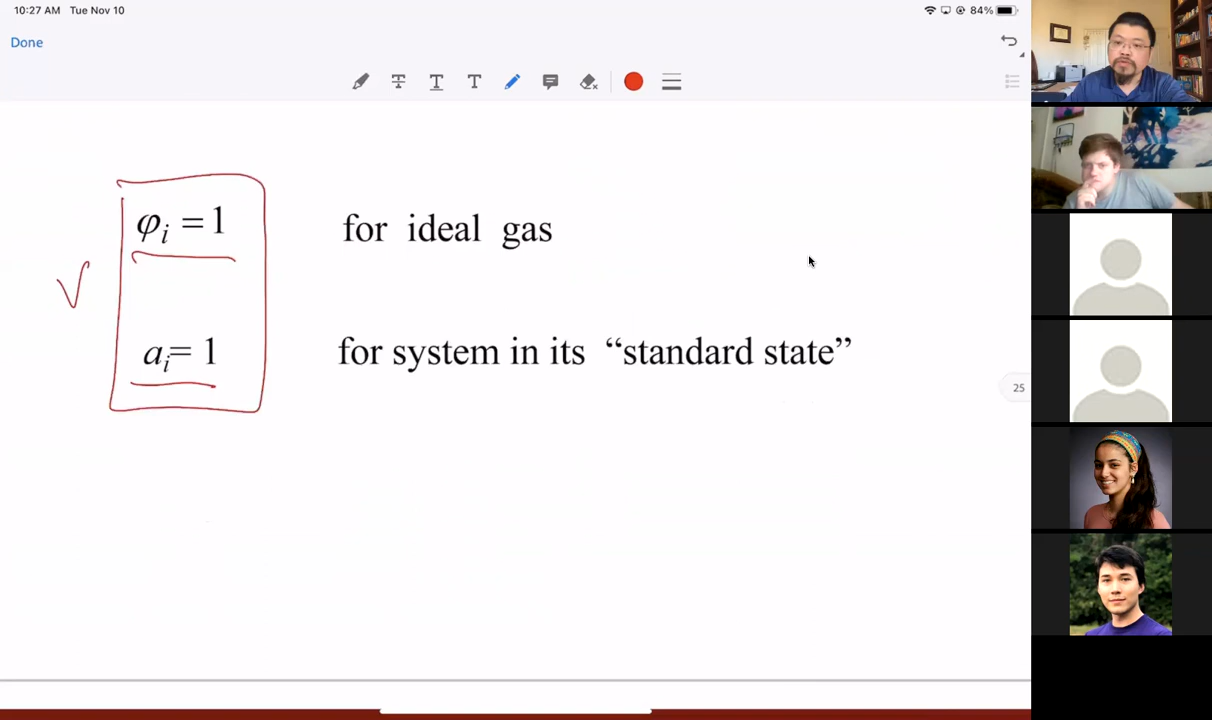 10:27 AM Tue Nov 10 84%
Done
T T T
φᵢ = 1 for ideal gas
√
aᵢ= 1 for system in its “standard state”
25